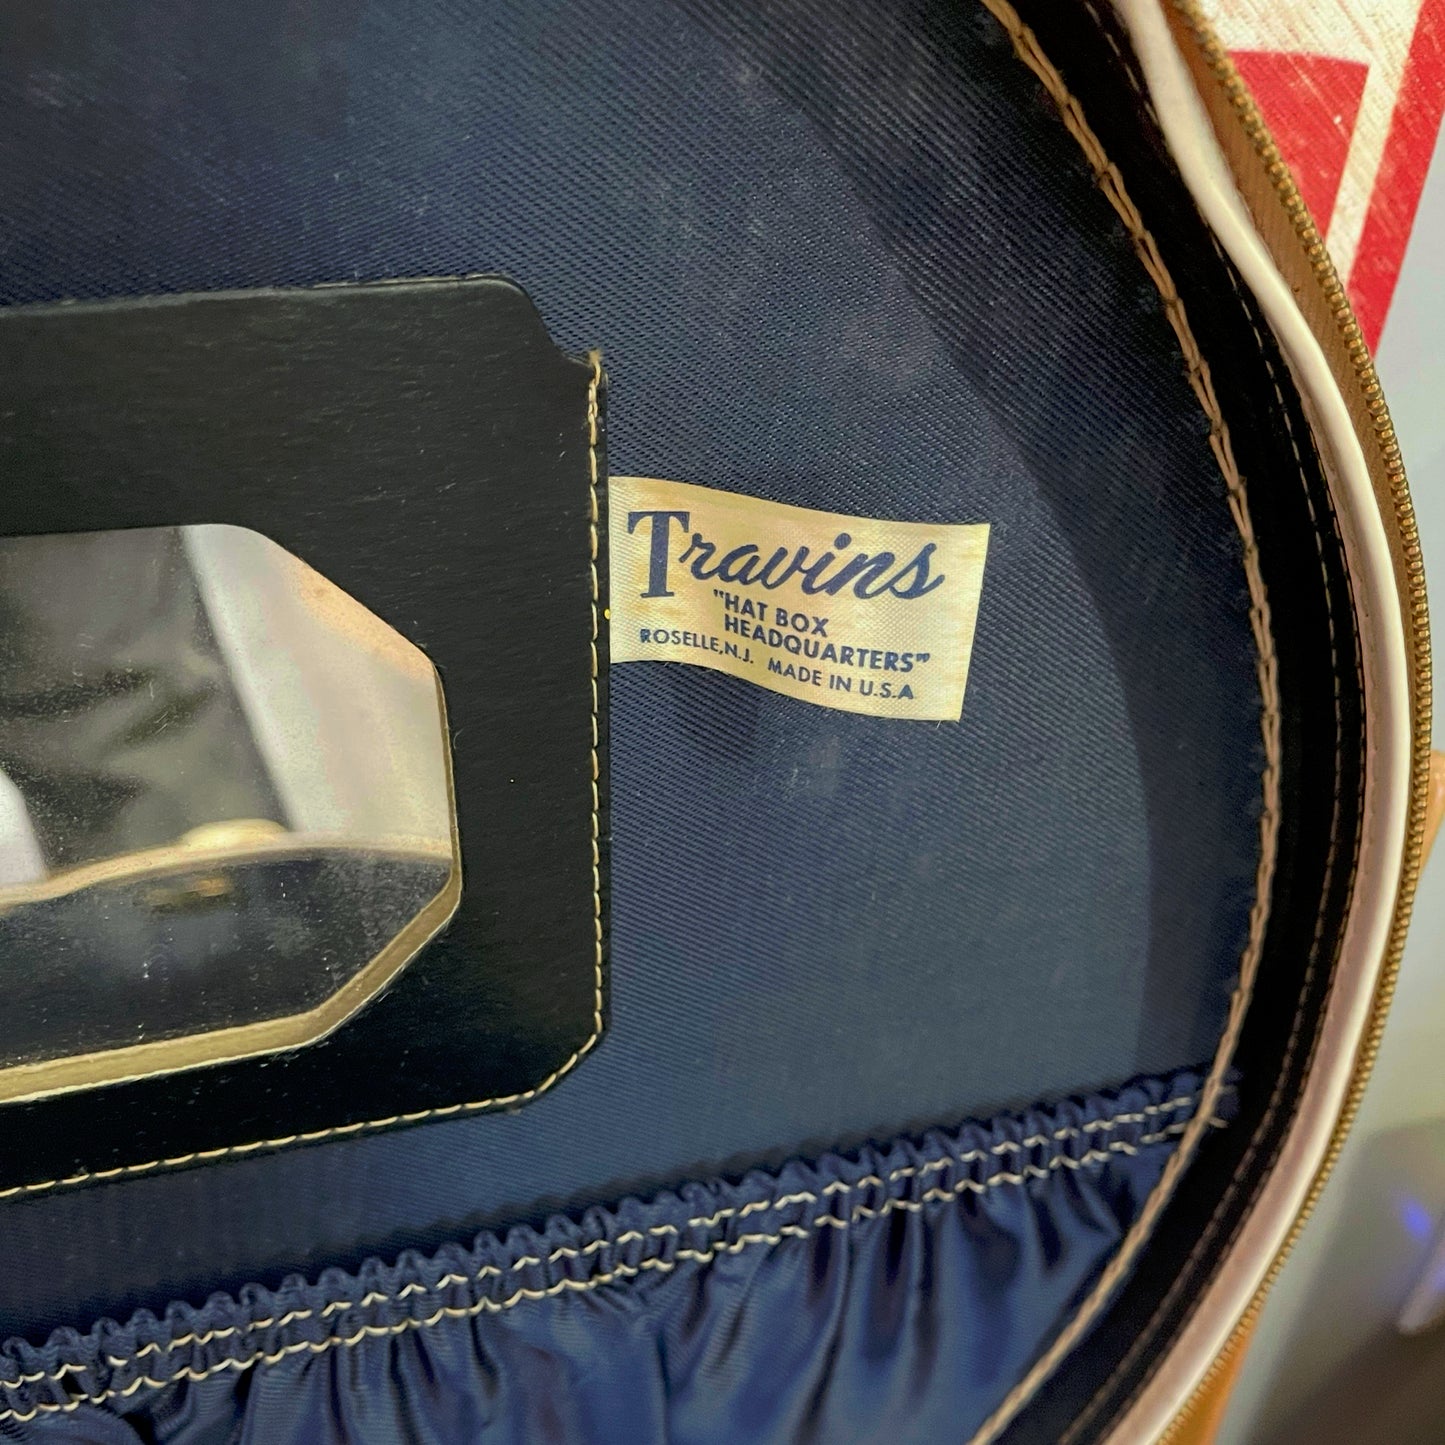 Travins
"HAT BOX
HEADQUARTERS"
ROSELLE, N.J. MADE IN U.S.A